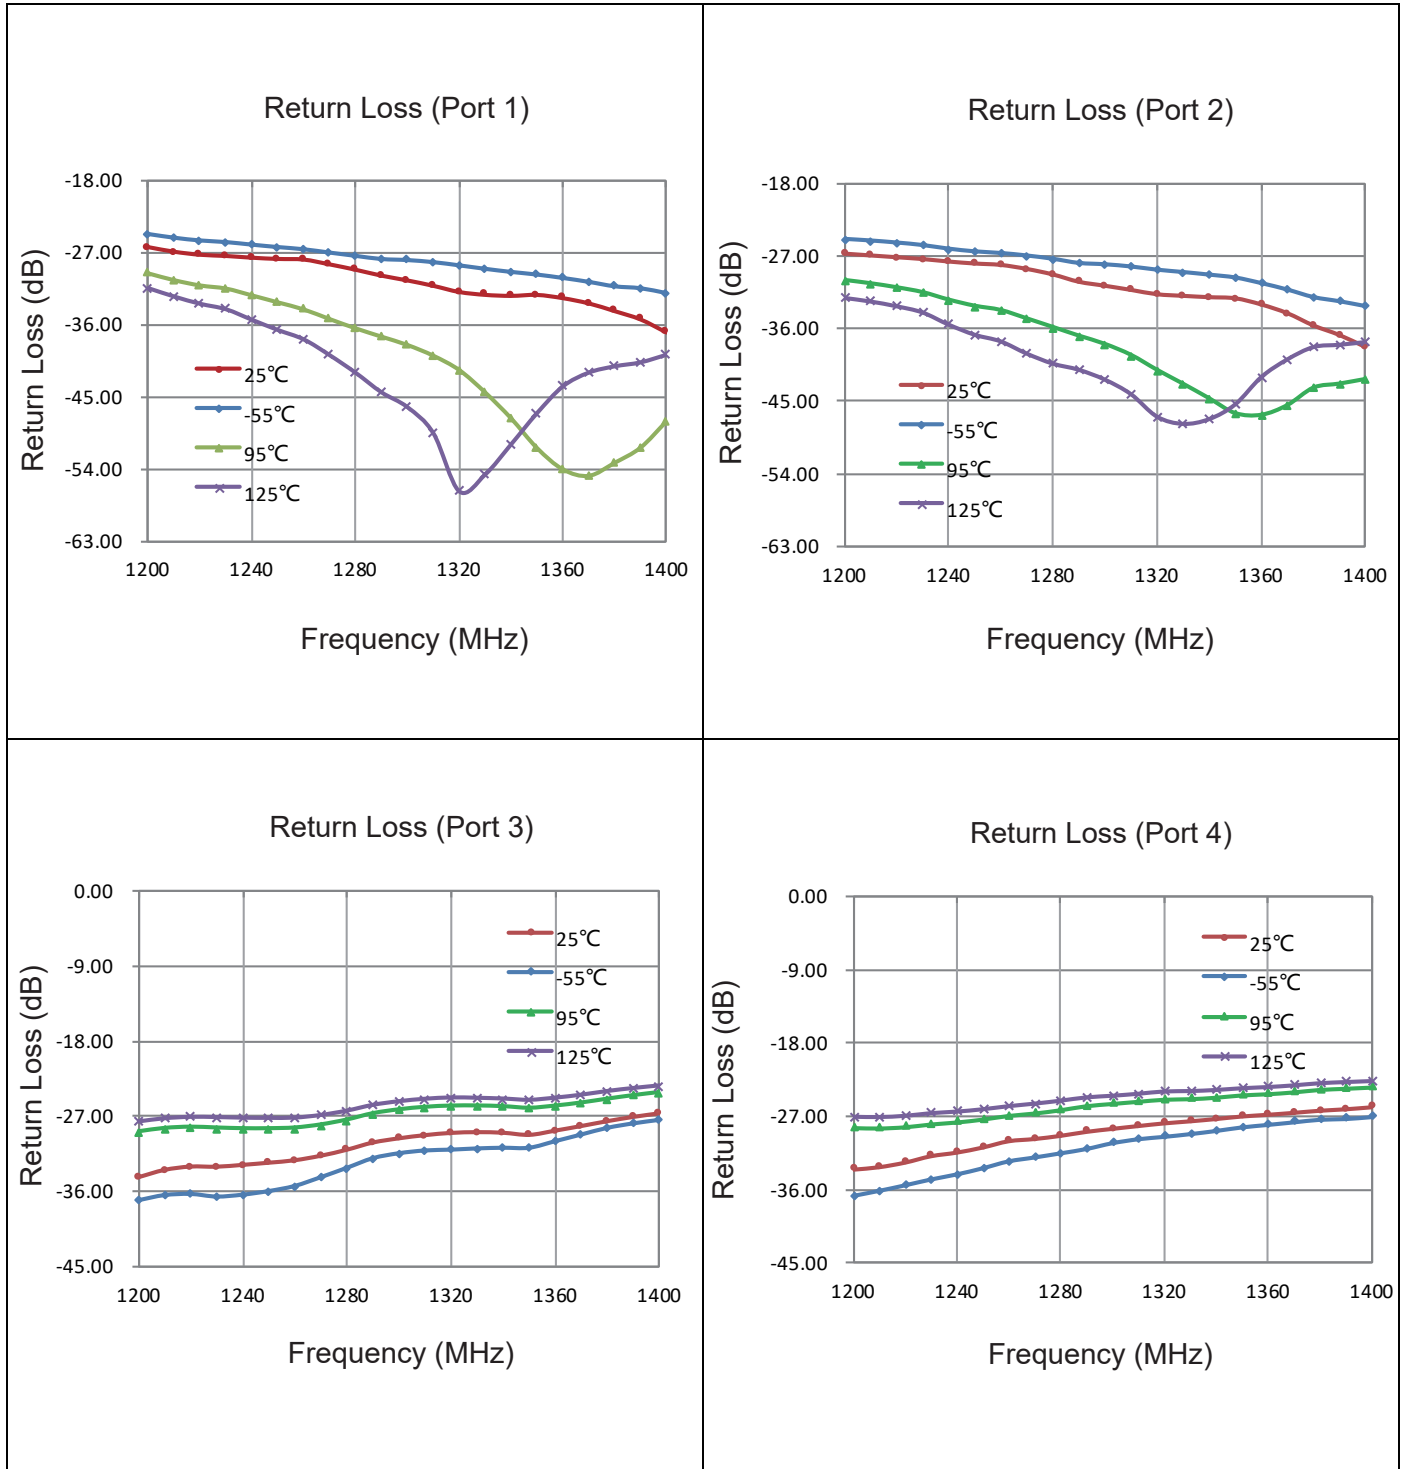 Return Loss (Port 1)
Return Loss (dB)
-18.00
-27.00
-36.00
-45.00
-54.00
-63.00
25℃
-55℃
95℃
125℃
1200 1240 1280 1320 1360 1400
Frequency (MHz)
Return Loss (Port 2)
Return Loss (dB)
-18.00
-27.00
-36.00
-45.00
-54.00
-63.00
25℃
-55℃
95℃
125℃
1200 1240 1280 1320 1360 1400
Frequency (MHz)
Return Loss (Port 3)
Return Loss (dB)
0.00
-9.00
-18.00
-27.00
-36.00
-45.00
25℃
-55℃
95℃
125℃
1200 1240 1280 1320 1360 1400
Frequency (MHz)
Return Loss (Port 4)
Return Loss (dB)
0.00
-9.00
-18.00
-27.00
-36.00
-45.00
25℃
-55℃
95℃
125℃
1200 1240 1280 1320 1360 1400
Frequency (MHz)